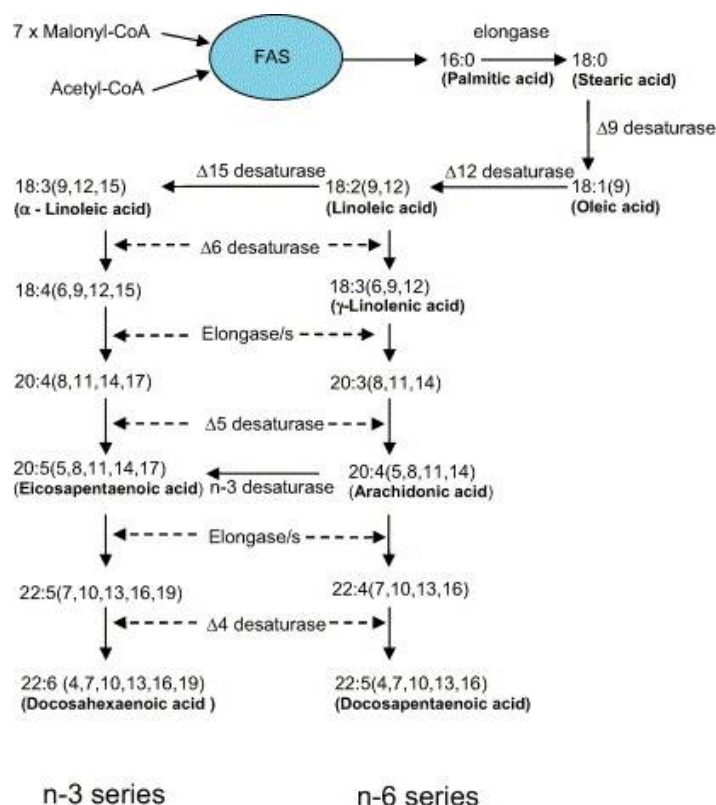 7 x Malonyl-CoA
FAS
elongase
16:0
(Palmitic acid)
18:0
(Stearic acid)
Acetyl-CoA
Δ9 desaturase
Δ15 desaturase
Δ12 desaturase
18:3(9,12,15)
(α - Linoleic acid)
18:2(9,12)
(Linoleic acid)
18:1(9)
(Oleic acid)
Δ6 desaturase
18:4(6,9,12,15)
18:3(6,9,12)
(γ-Linolenic acid)
Elongase/s
20:4(8,11,14,17)
20:3(8,11,14)
Δ5 desaturase
20:5(5,8,11,14,17)
(Eicosapentaenoic acid)
n-3 desaturase
20:4(5,8,11,14)
(Arachidonic acid)
Elongase/s
22:5(7,10,13,16,19)
22:4(7,10,13,16)
Δ4 desaturase
22:6 (4,7,10,13,16,19)
(Docosahexaenoic acid )
22:5(4,7,10,13,16)
(Docosapentaenoic acid)
n-3 series
n-6 series